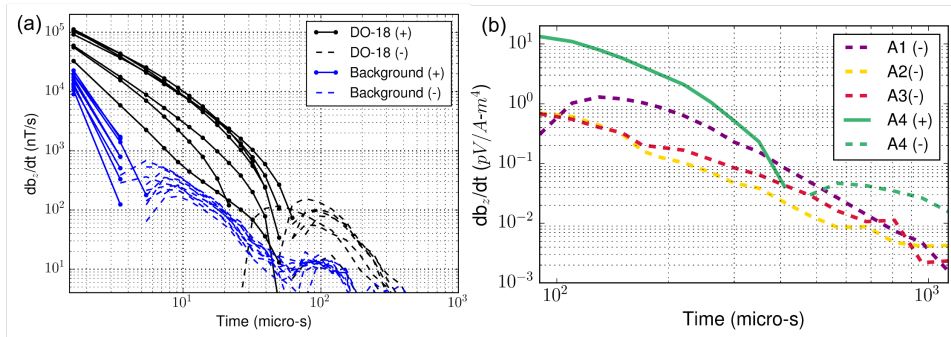 (a)
db_z/dt (nT/s)
10^5
10^4
10^3
10^2
10^1
DO-18 (+)
DO-18 (-)
Background (+)
Background (-)
10^1
10^2
10^3
Time (micro-s)
(b)
db_z/dt (pV/A-m^4)
10^1
10^0
10^-1
10^-2
10^-3
A1 (-)
A2(-)
A3(-)
A4 (+)
A4 (-)
10^2
10^3
Time (micro-s)